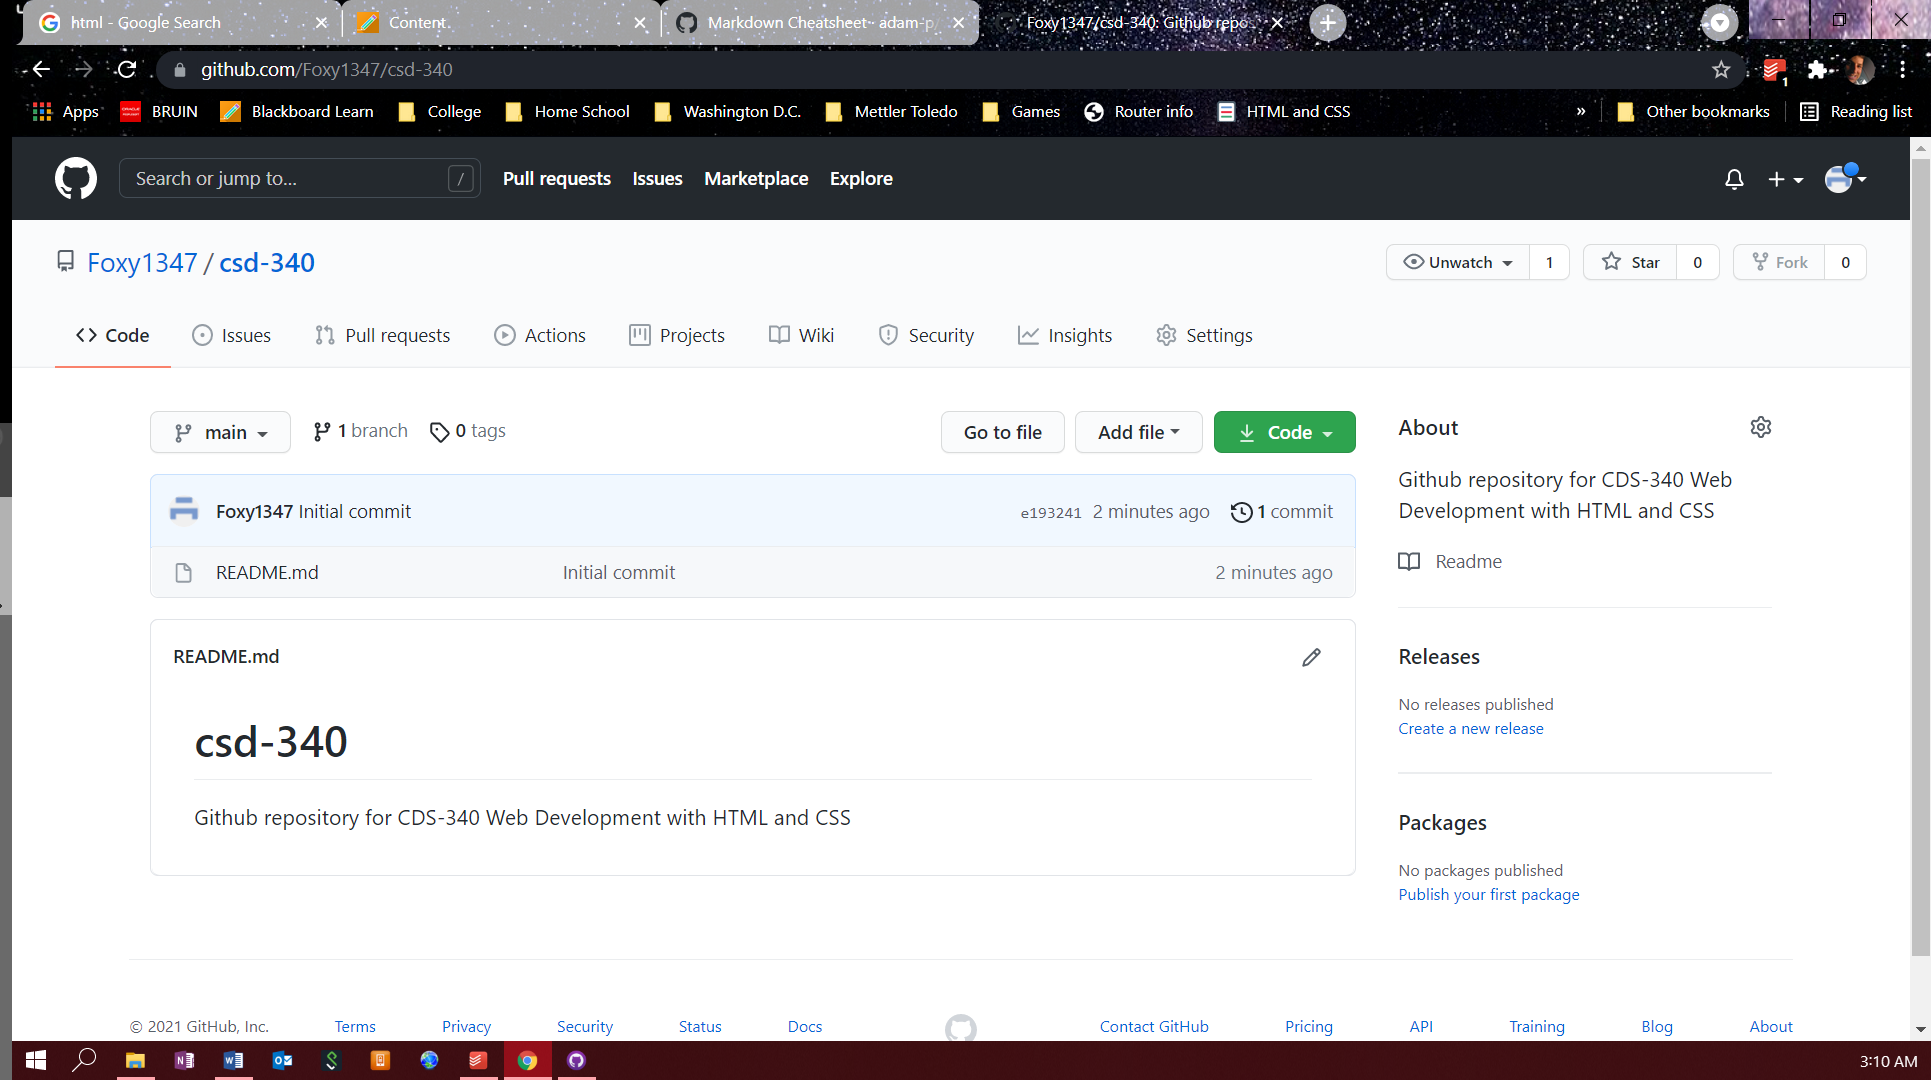 html - Google Search
Content
Markdown Cheatsheet · adam-p
Foxy1347/csd-340: Github repo
github.com/Foxy1347/csd-340
1
Apps BRUIN Blackboard Learn College Home School Washington D.C. Mettler Toledo Games Router info HTML and CSS » Other bookmarks Reading list
Search or jump to... / Pull requests Issues Marketplace Explore
Foxy1347 / csd-340
Unwatch 1 Star 0 Fork 0
Code Issues Pull requests Actions Projects Wiki Security Insights Settings
main 1 branch 0 tags Go to file Add file Code
Foxy1347 Initial commit e193241 2 minutes ago 1 commit
README.md Initial commit 2 minutes ago
README.md
csd-340
Github repository for CDS-340 Web Development with HTML and CSS
About
Github repository for CDS-340 Web
Development with HTML and CSS
Readme
Releases
No releases published
Create a new release
Packages
No packages published
Publish your first package
© 2021 GitHub, Inc. Terms Privacy Security Status Docs Contact GitHub Pricing API Training Blog About
3:10 AM